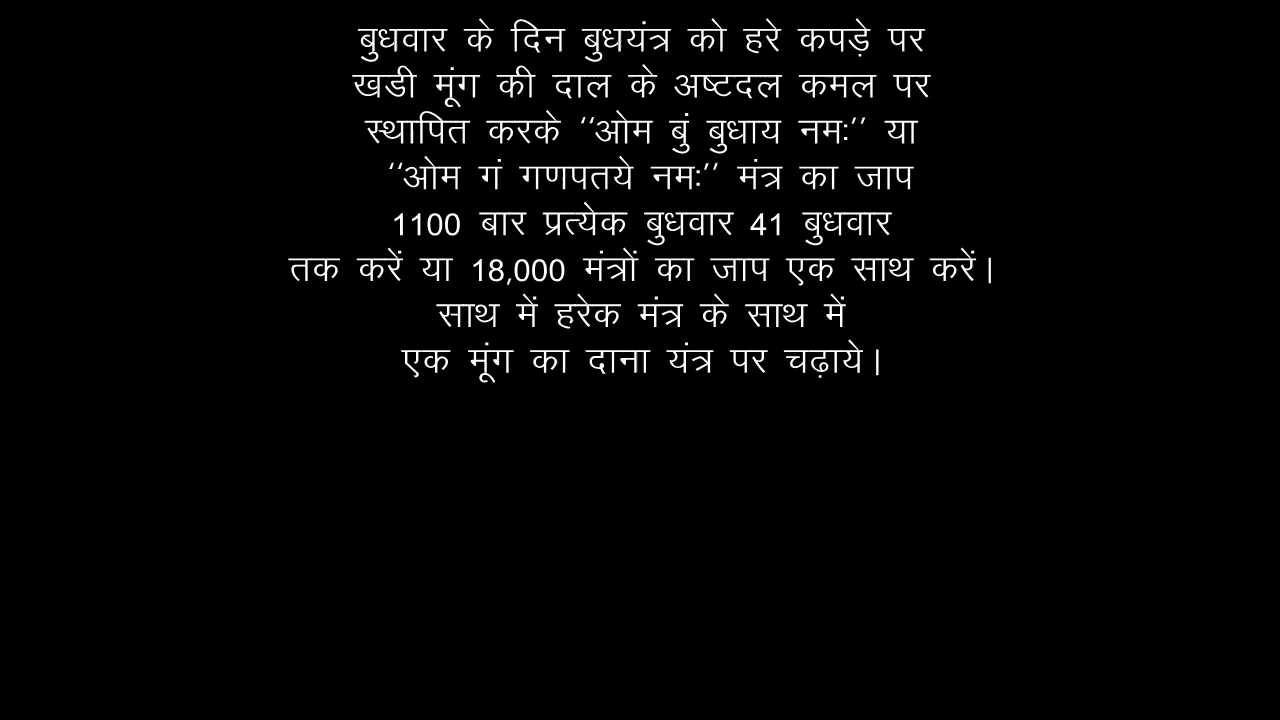 बुधवार के दिन बुधयंत्र को हरे कपड़े पर
खडी मूंग की दाल के अष्टदल कमल पर
स्थापित करके ‘‘ओम बुं बुधाय नमः’’ या
‘‘ओम गं गणपतये नमः’’ मंत्र का जाप
1100 बार प्रत्येक बुधवार 41 बुधवार
तक करें या 18,000 मंत्रों का जाप एक साथ करें।
साथ में हरेक मंत्र के साथ में
एक मूंग का दाना यंत्र पर चढ़ाये।